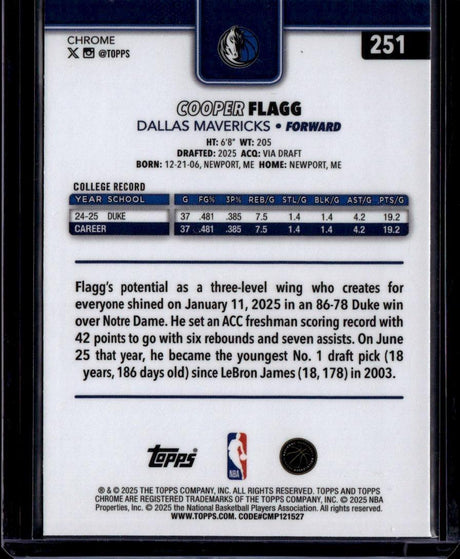 CHROME
X @TOPPS
251
COOPER FLAGG
DALLAS MAVERICKS • FORWARD
HT: 6'8" WT: 205
DRAFTED: 2025 ACQ: VIA DRAFT
BORN: 12-21-06, NEWPORT, ME HOME: NEWPORT, ME
COLLEGE RECORD
YEAR SCHOOL G FG% 3P% REB/G STL/G BLK/G AST/G PTS/G
24-25 DUKE 37 .481 .385 7.5 1.4 1.4 4.2 19.2
CAREER 37 .481 .385 7.5 1.4 1.4 4.2 19.2
Flagg's potential as a three-level wing who creates for
everyone shined on January 11, 2025 in an 86-78 Duke win
over Notre Dame. He set an ACC freshman scoring record with
42 points to go with six rebounds and seven assists. On June
25 that year, he became the youngest No. 1 draft pick (18
years, 186 days old) since LeBron James (18, 178) in 2003.
Topps
NBA
® & © 2025 THE TOPPS COMPANY, INC. ALL RIGHTS RESERVED. TOPPS AND TOPPS
CHROME ARE REGISTERED TRADEMARKS OF THE TOPPS COMPANY, INC. © 2025 NBA
Properties, Inc. © 2025 the National Basketball Players Association. All Rights Reserved.
WWW.TOPPS.COM. CODE#CMP121527